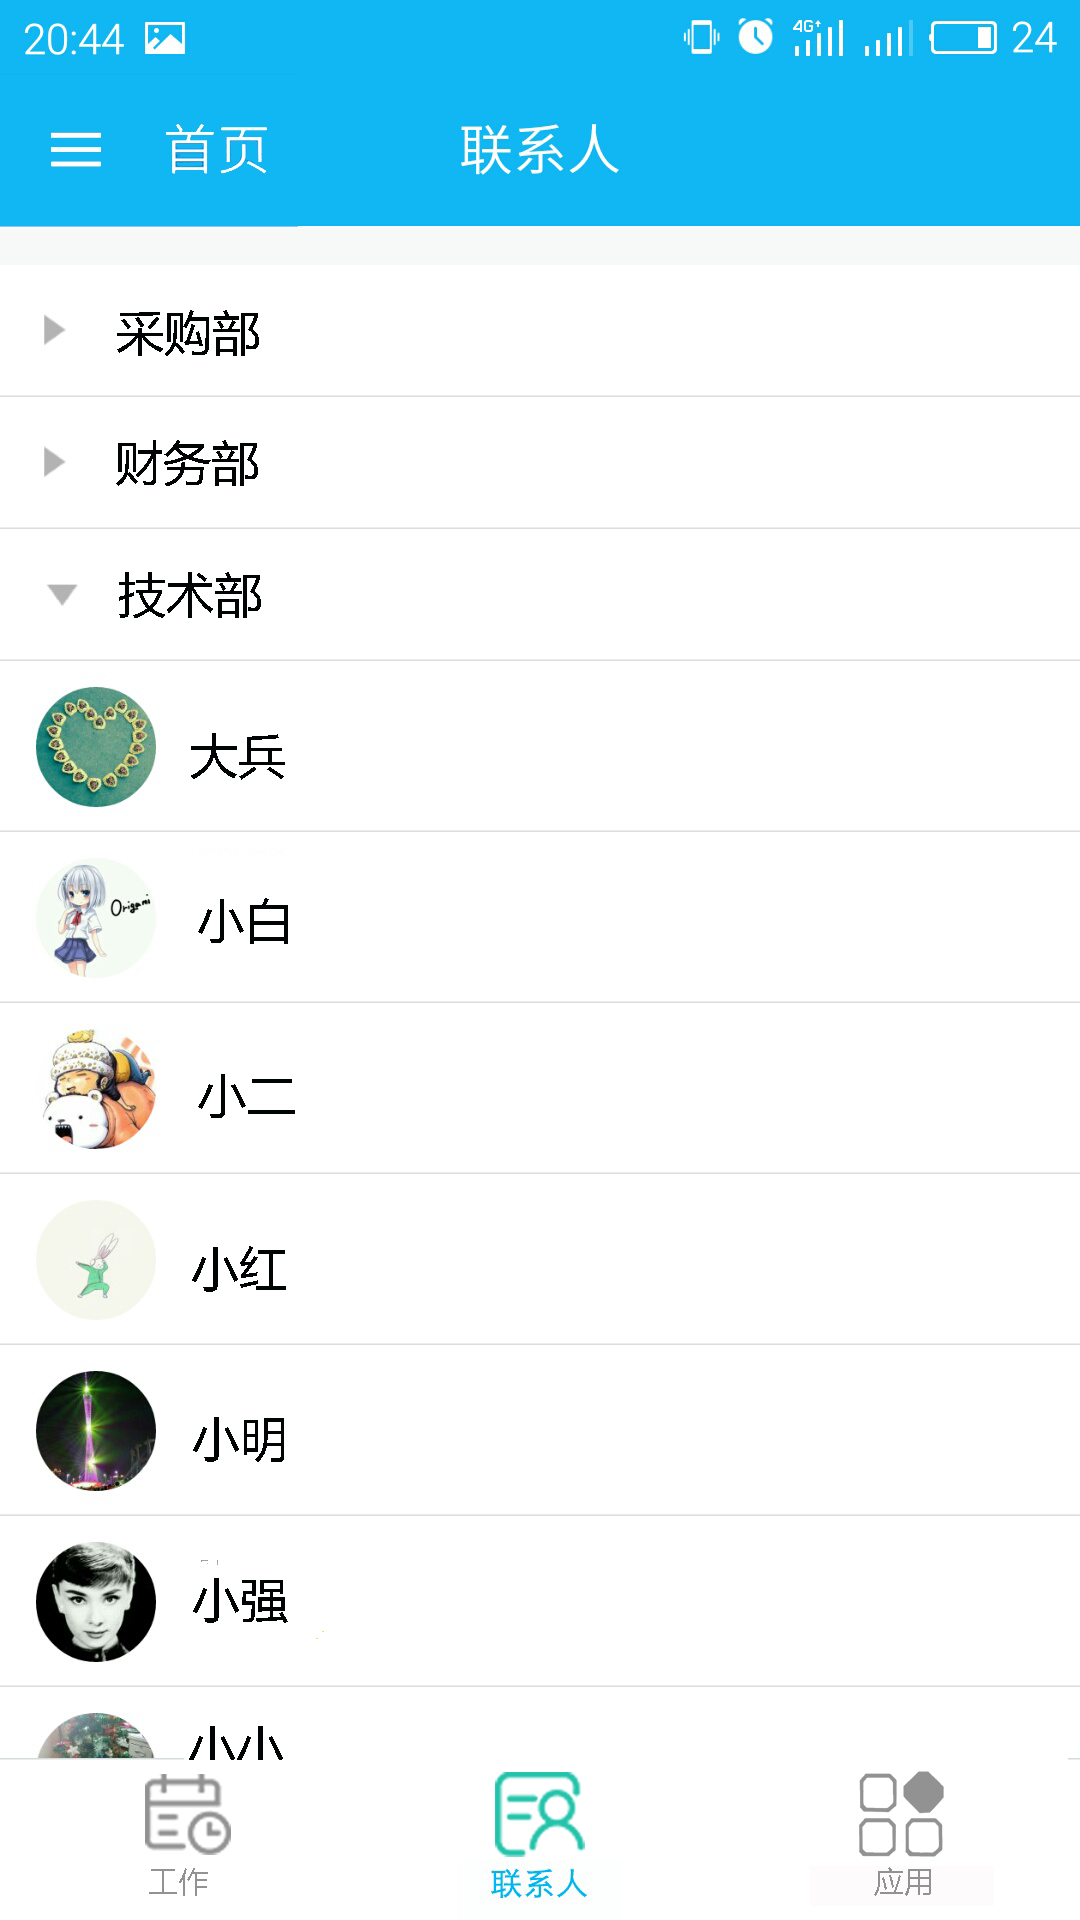 20:44 4G+ 24
首页 联系人
采购部
财务部
技术部
大兵
Origami
小白
小二
小红
小明
小强
小小
工作 联系人 应用